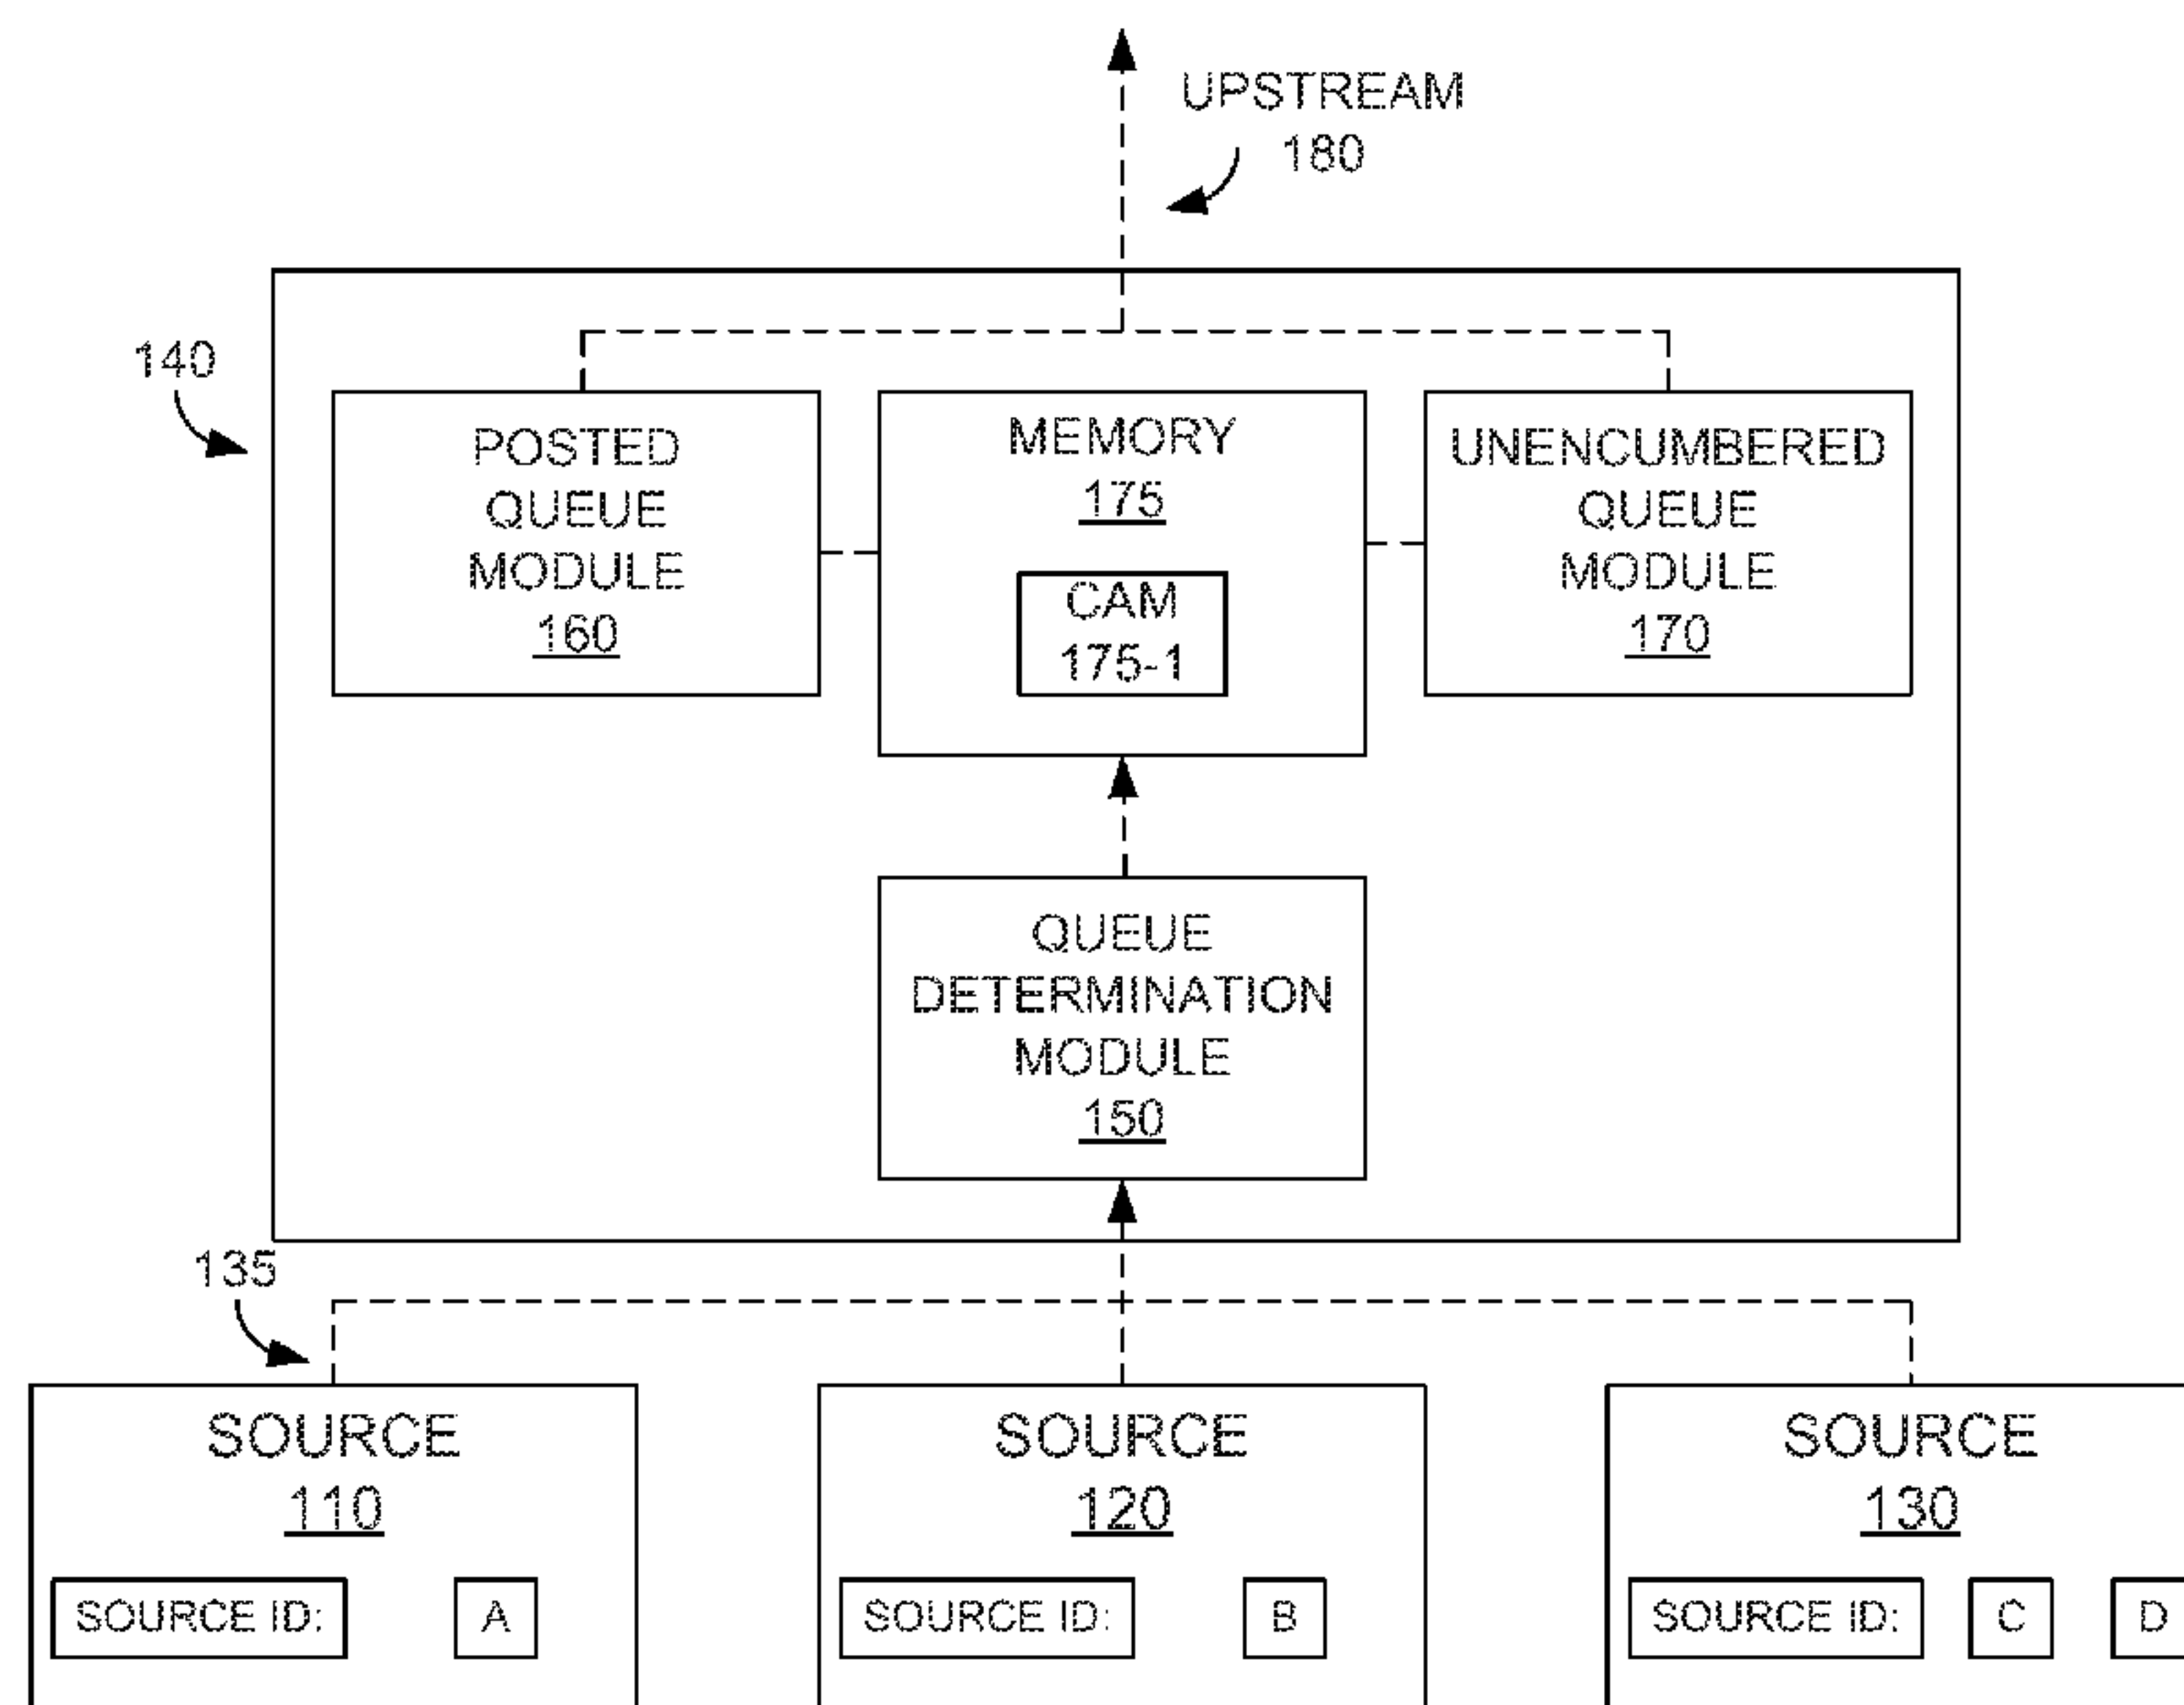 UPSTREAM
180
140
POSTED
QUEUE
MODULE
160
MEMORY
175
CAM
175-1
UNENCUMBERED
QUEUE
MODULE
170
QUEUE
DETERMINATION
MODULE
150
135
SOURCE
110
SOURCE ID: A
SOURCE
120
SOURCE ID: B
SOURCE
130
SOURCE ID: C D